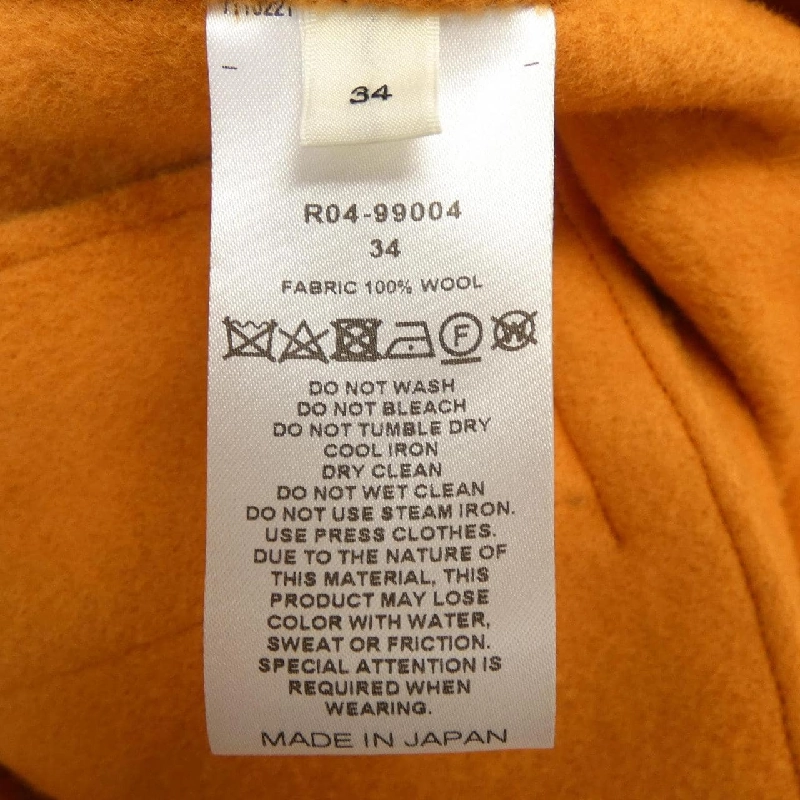 34
R04-99004
34
FABRIC 100% WOOL
F W
DO NOT WASH
DO NOT BLEACH
DO NOT TUMBLE DRY
COOL IRON
DRY CLEAN
DO NOT WET CLEAN
DO NOT USE STEAM IRON.
USE PRESS CLOTHES.
DUE TO THE NATURE OF
THIS MATERIAL, THIS
PRODUCT MAY LOSE
COLOR WITH WATER,
SWEAT OR FRICTION.
SPECIAL ATTENTION IS
REQUIRED WHEN
WEARING.
MADE IN JAPAN